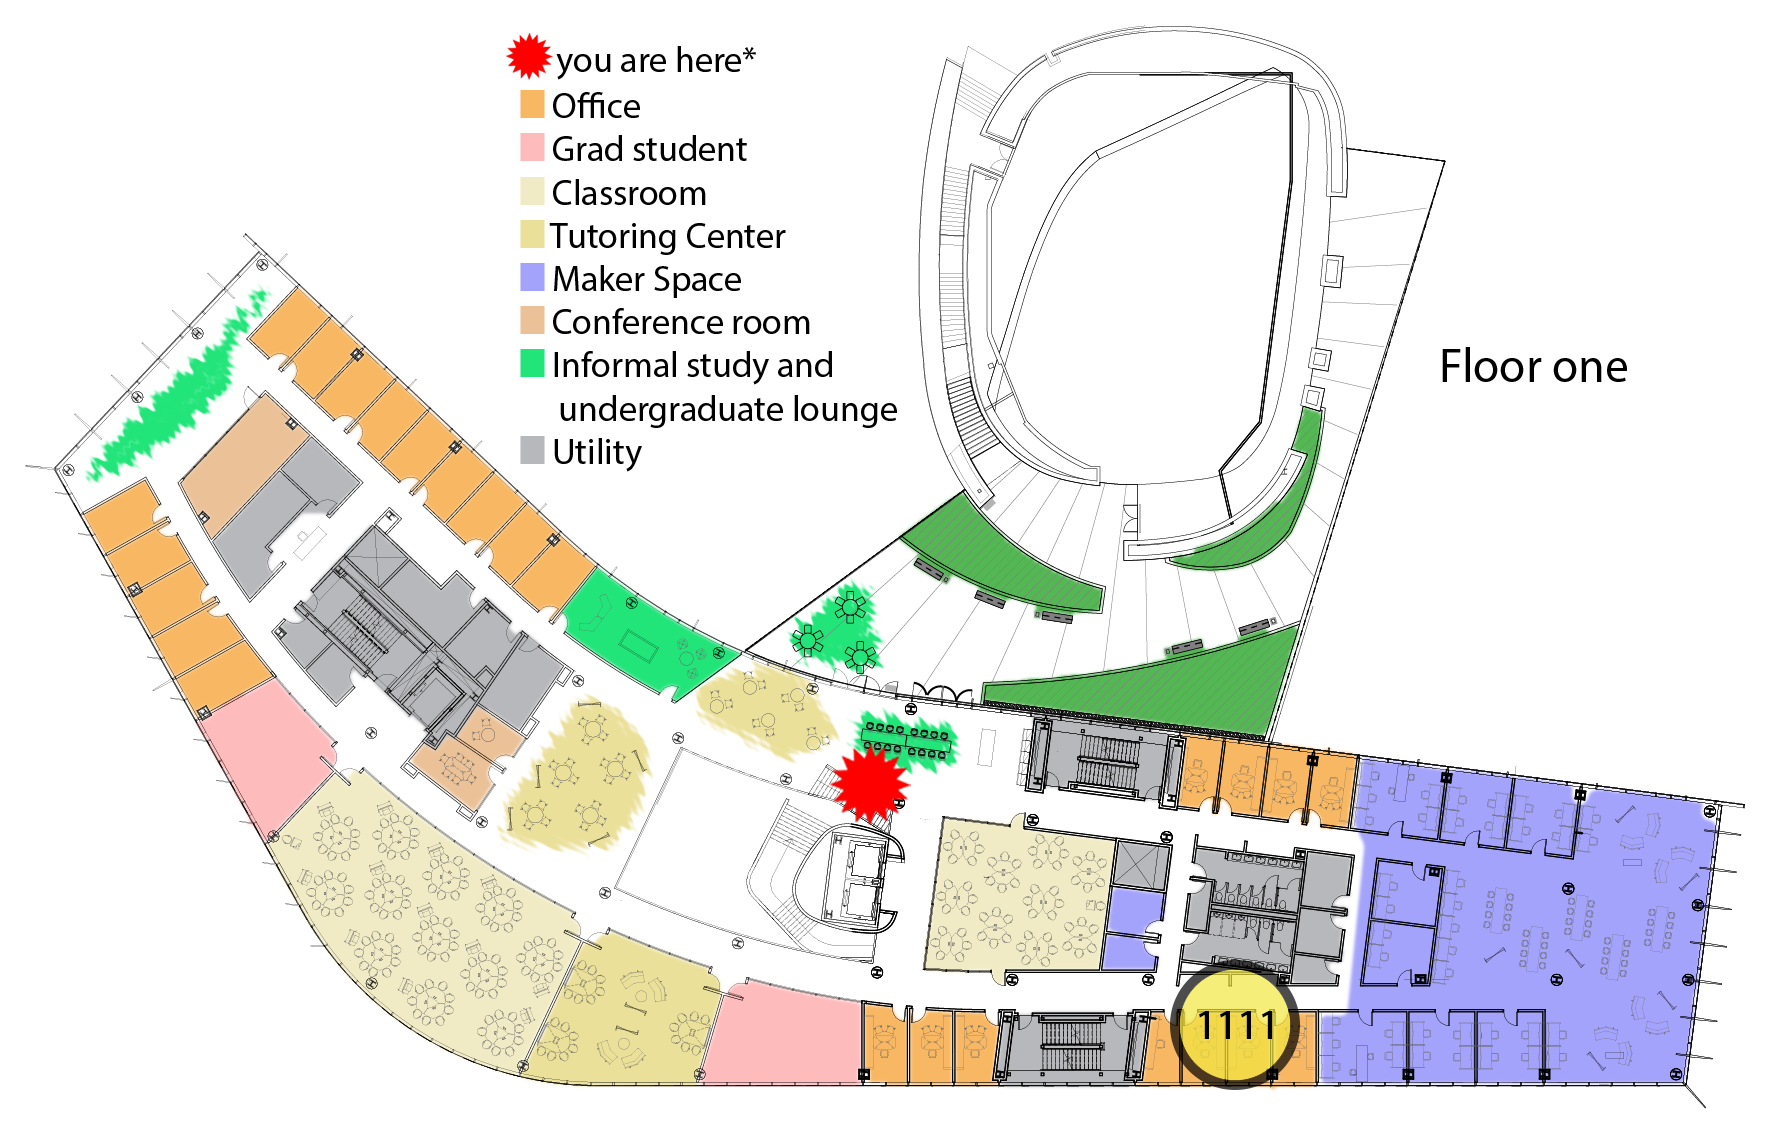 you are here*
Office
Grad student
Classroom
Tutoring Center
Maker Space
Conference room
Informal study and
undergraduate lounge
Utility
Floor one
1111